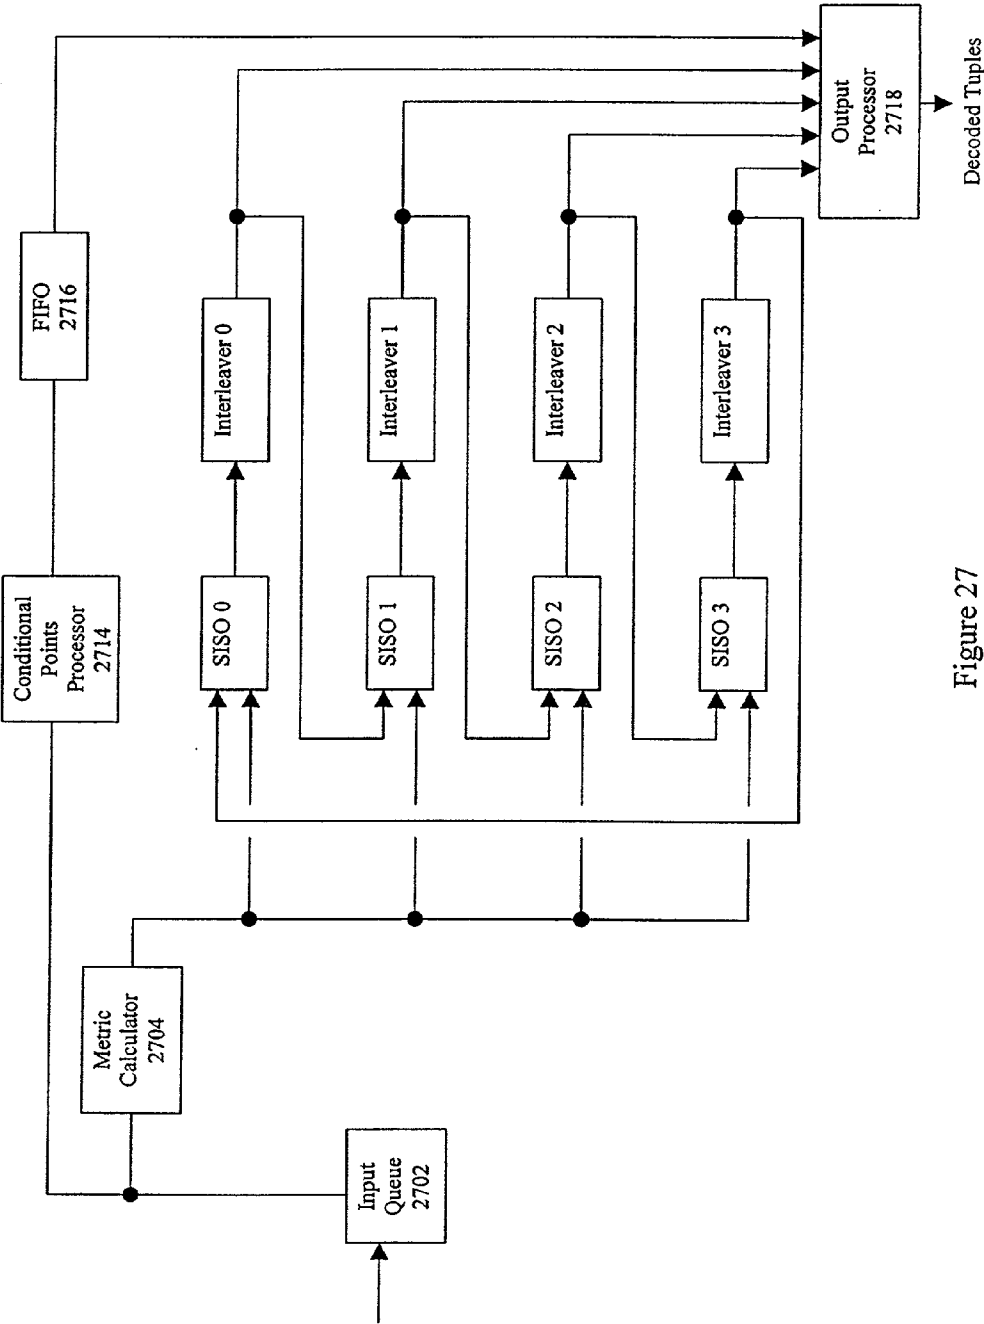 Input
Queue
2702
Metric
Calculator
2704
Conditional
Points
Processor
2714
FIFO
2716
SISO 0
Interleaver 0
SISO 1
Interleaver 1
SISO 2
Interleaver 2
SISO 3
Interleaver 3
Output
Processor
2718
Decoded Tuples
Figure 27